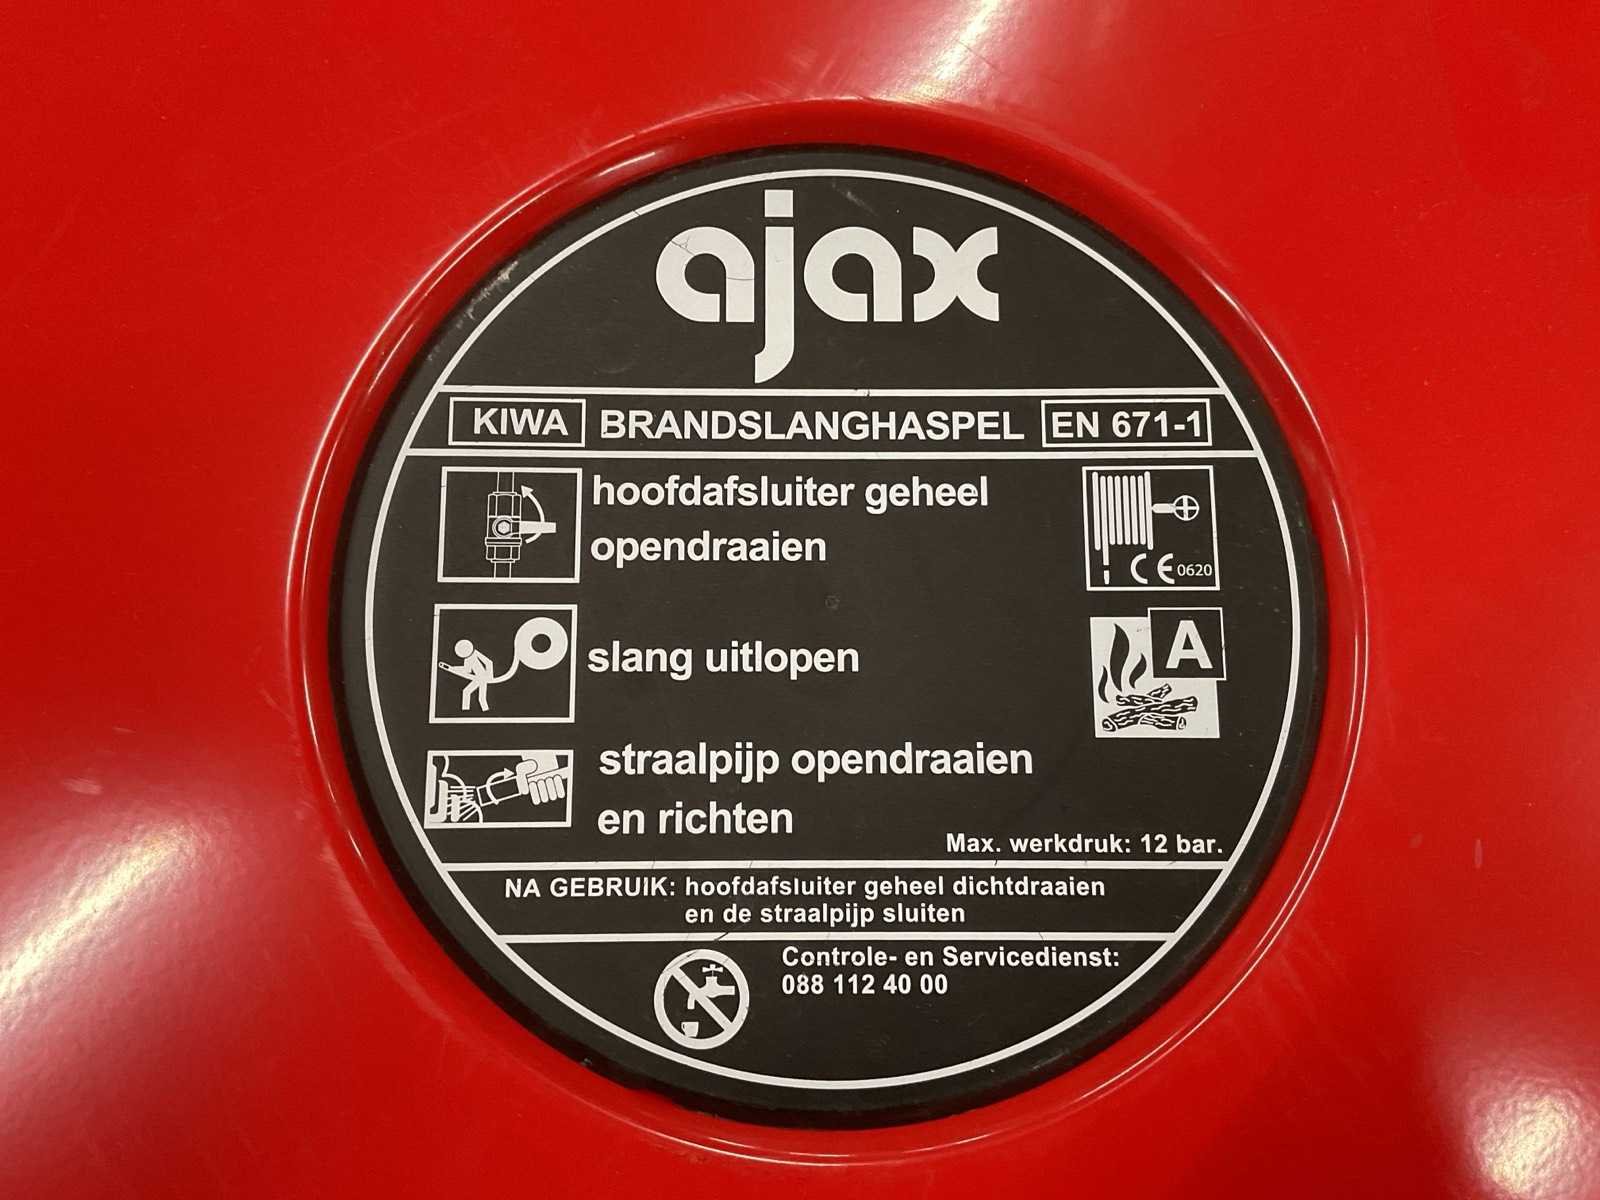 ajax
KIWA BRANDSLANGHASPEL EN 671-1
hoofdafsluiter geheel
opendraaien
CE 0620
slang uitlopen
A
straalpijp opendraaien
en richten
Max. werkdruk: 12 bar.
NA GEBRUIK: hoofdafsluiter geheel dichtdraaien
en de straalpijp sluiten
Controle- en Servicedienst:
088 112 40 00